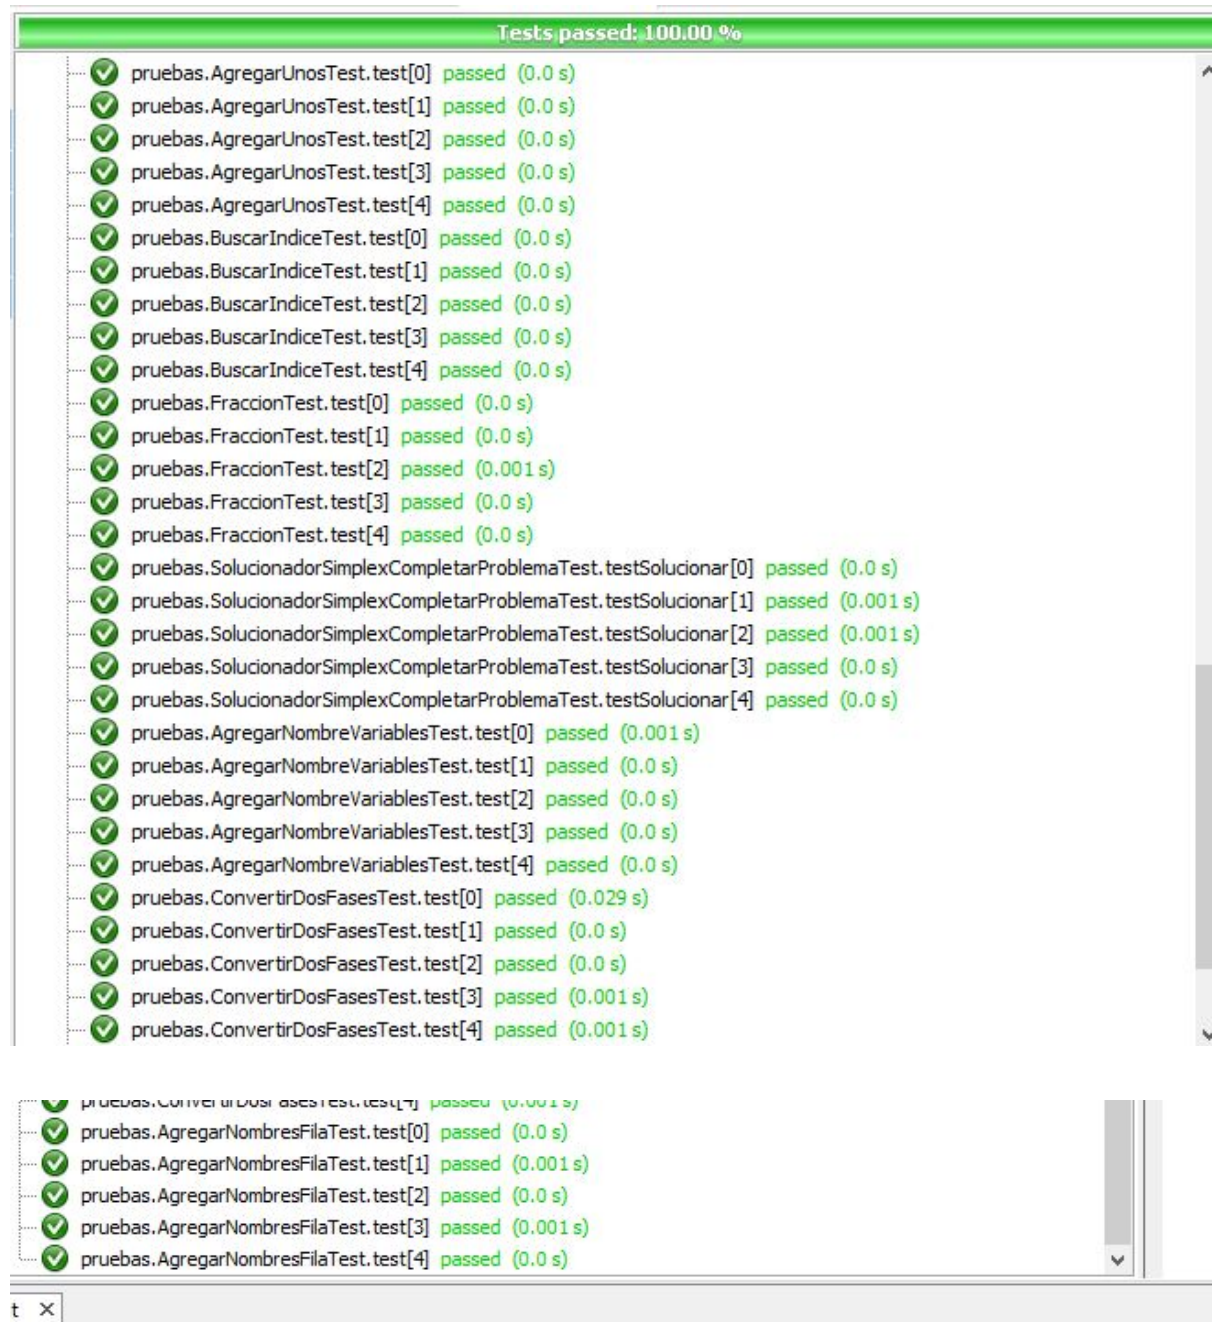 Tests passed: 100.00 %
pruebas.AgregarUnosTest.test[0] passed (0.0 s)
pruebas.AgregarUnosTest.test[1] passed (0.0 s)
pruebas.AgregarUnosTest.test[2] passed (0.0 s)
pruebas.AgregarUnosTest.test[3] passed (0.0 s)
pruebas.AgregarUnosTest.test[4] passed (0.0 s)
pruebas.BuscarIndiceTest.test[0] passed (0.0 s)
pruebas.BuscarIndiceTest.test[1] passed (0.0 s)
pruebas.BuscarIndiceTest.test[2] passed (0.0 s)
pruebas.BuscarIndiceTest.test[3] passed (0.0 s)
pruebas.BuscarIndiceTest.test[4] passed (0.0 s)
pruebas.FraccionTest.test[0] passed (0.0 s)
pruebas.FraccionTest.test[1] passed (0.0 s)
pruebas.FraccionTest.test[2] passed (0.001 s)
pruebas.FraccionTest.test[3] passed (0.0 s)
pruebas.FraccionTest.test[4] passed (0.0 s)
pruebas.SolucionadorSimplexCompletarProblemaTest.testSolucionar[0] passed (0.0 s)
pruebas.SolucionadorSimplexCompletarProblemaTest.testSolucionar[1] passed (0.001 s)
pruebas.SolucionadorSimplexCompletarProblemaTest.testSolucionar[2] passed (0.001 s)
pruebas.SolucionadorSimplexCompletarProblemaTest.testSolucionar[3] passed (0.0 s)
pruebas.SolucionadorSimplexCompletarProblemaTest.testSolucionar[4] passed (0.0 s)
pruebas.AgregarNombreVariablesTest.test[0] passed (0.001 s)
pruebas.AgregarNombreVariablesTest.test[1] passed (0.0 s)
pruebas.AgregarNombreVariablesTest.test[2] passed (0.0 s)
pruebas.AgregarNombreVariablesTest.test[3] passed (0.0 s)
pruebas.AgregarNombreVariablesTest.test[4] passed (0.0 s)
pruebas.ConvertirDosFasesTest.test[0] passed (0.029 s)
pruebas.ConvertirDosFasesTest.test[1] passed (0.0 s)
pruebas.ConvertirDosFasesTest.test[2] passed (0.0 s)
pruebas.ConvertirDosFasesTest.test[3] passed (0.001 s)
pruebas.ConvertirDosFasesTest.test[4] passed (0.001 s)
pruebas.ConvertirDosFasesTest.test[4] passed (0.001 s)
pruebas.AgregarNombresFilaTest.test[0] passed (0.0 s)
pruebas.AgregarNombresFilaTest.test[1] passed (0.001 s)
pruebas.AgregarNombresFilaTest.test[2] passed (0.0 s)
pruebas.AgregarNombresFilaTest.test[3] passed (0.001 s)
pruebas.AgregarNombresFilaTest.test[4] passed (0.0 s)
t